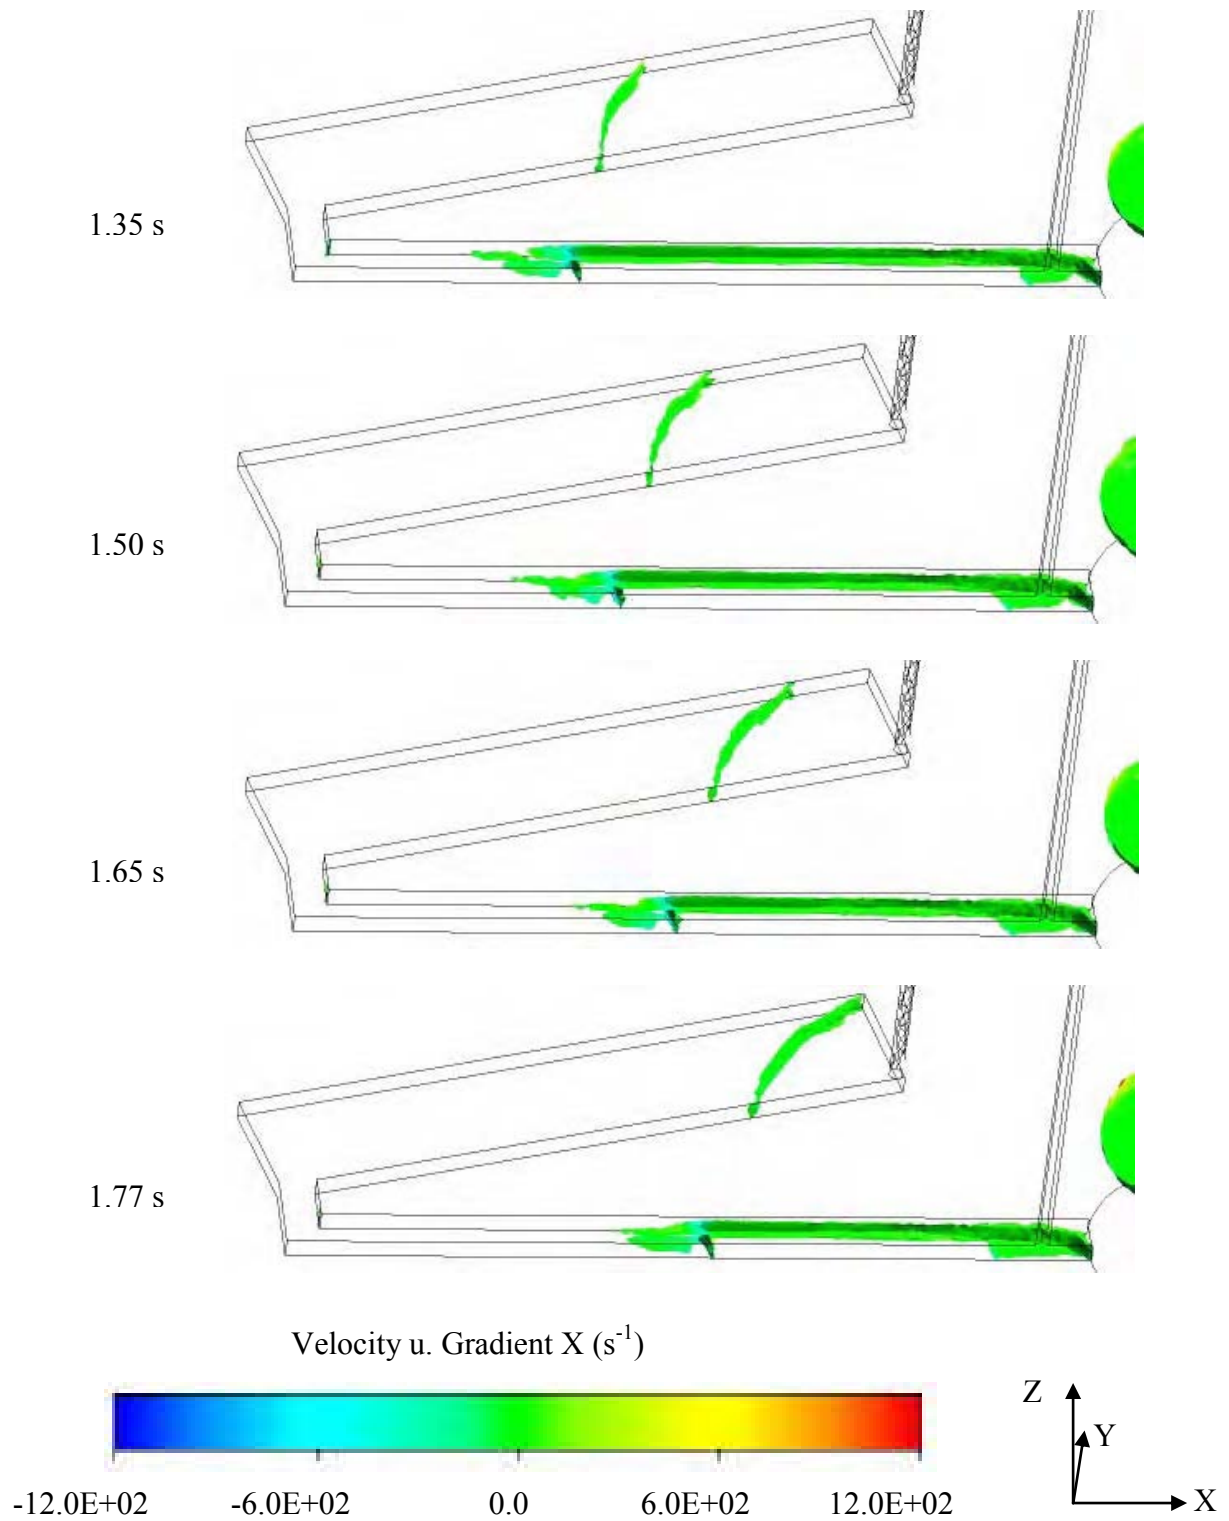 1.35 s
1.50 s
1.65 s
1.77 s
Velocity u. Gradient X (s⁻¹)
Z
Y
X
-12.0E+02 -6.0E+02 0.0 6.0E+02 12.0E+02